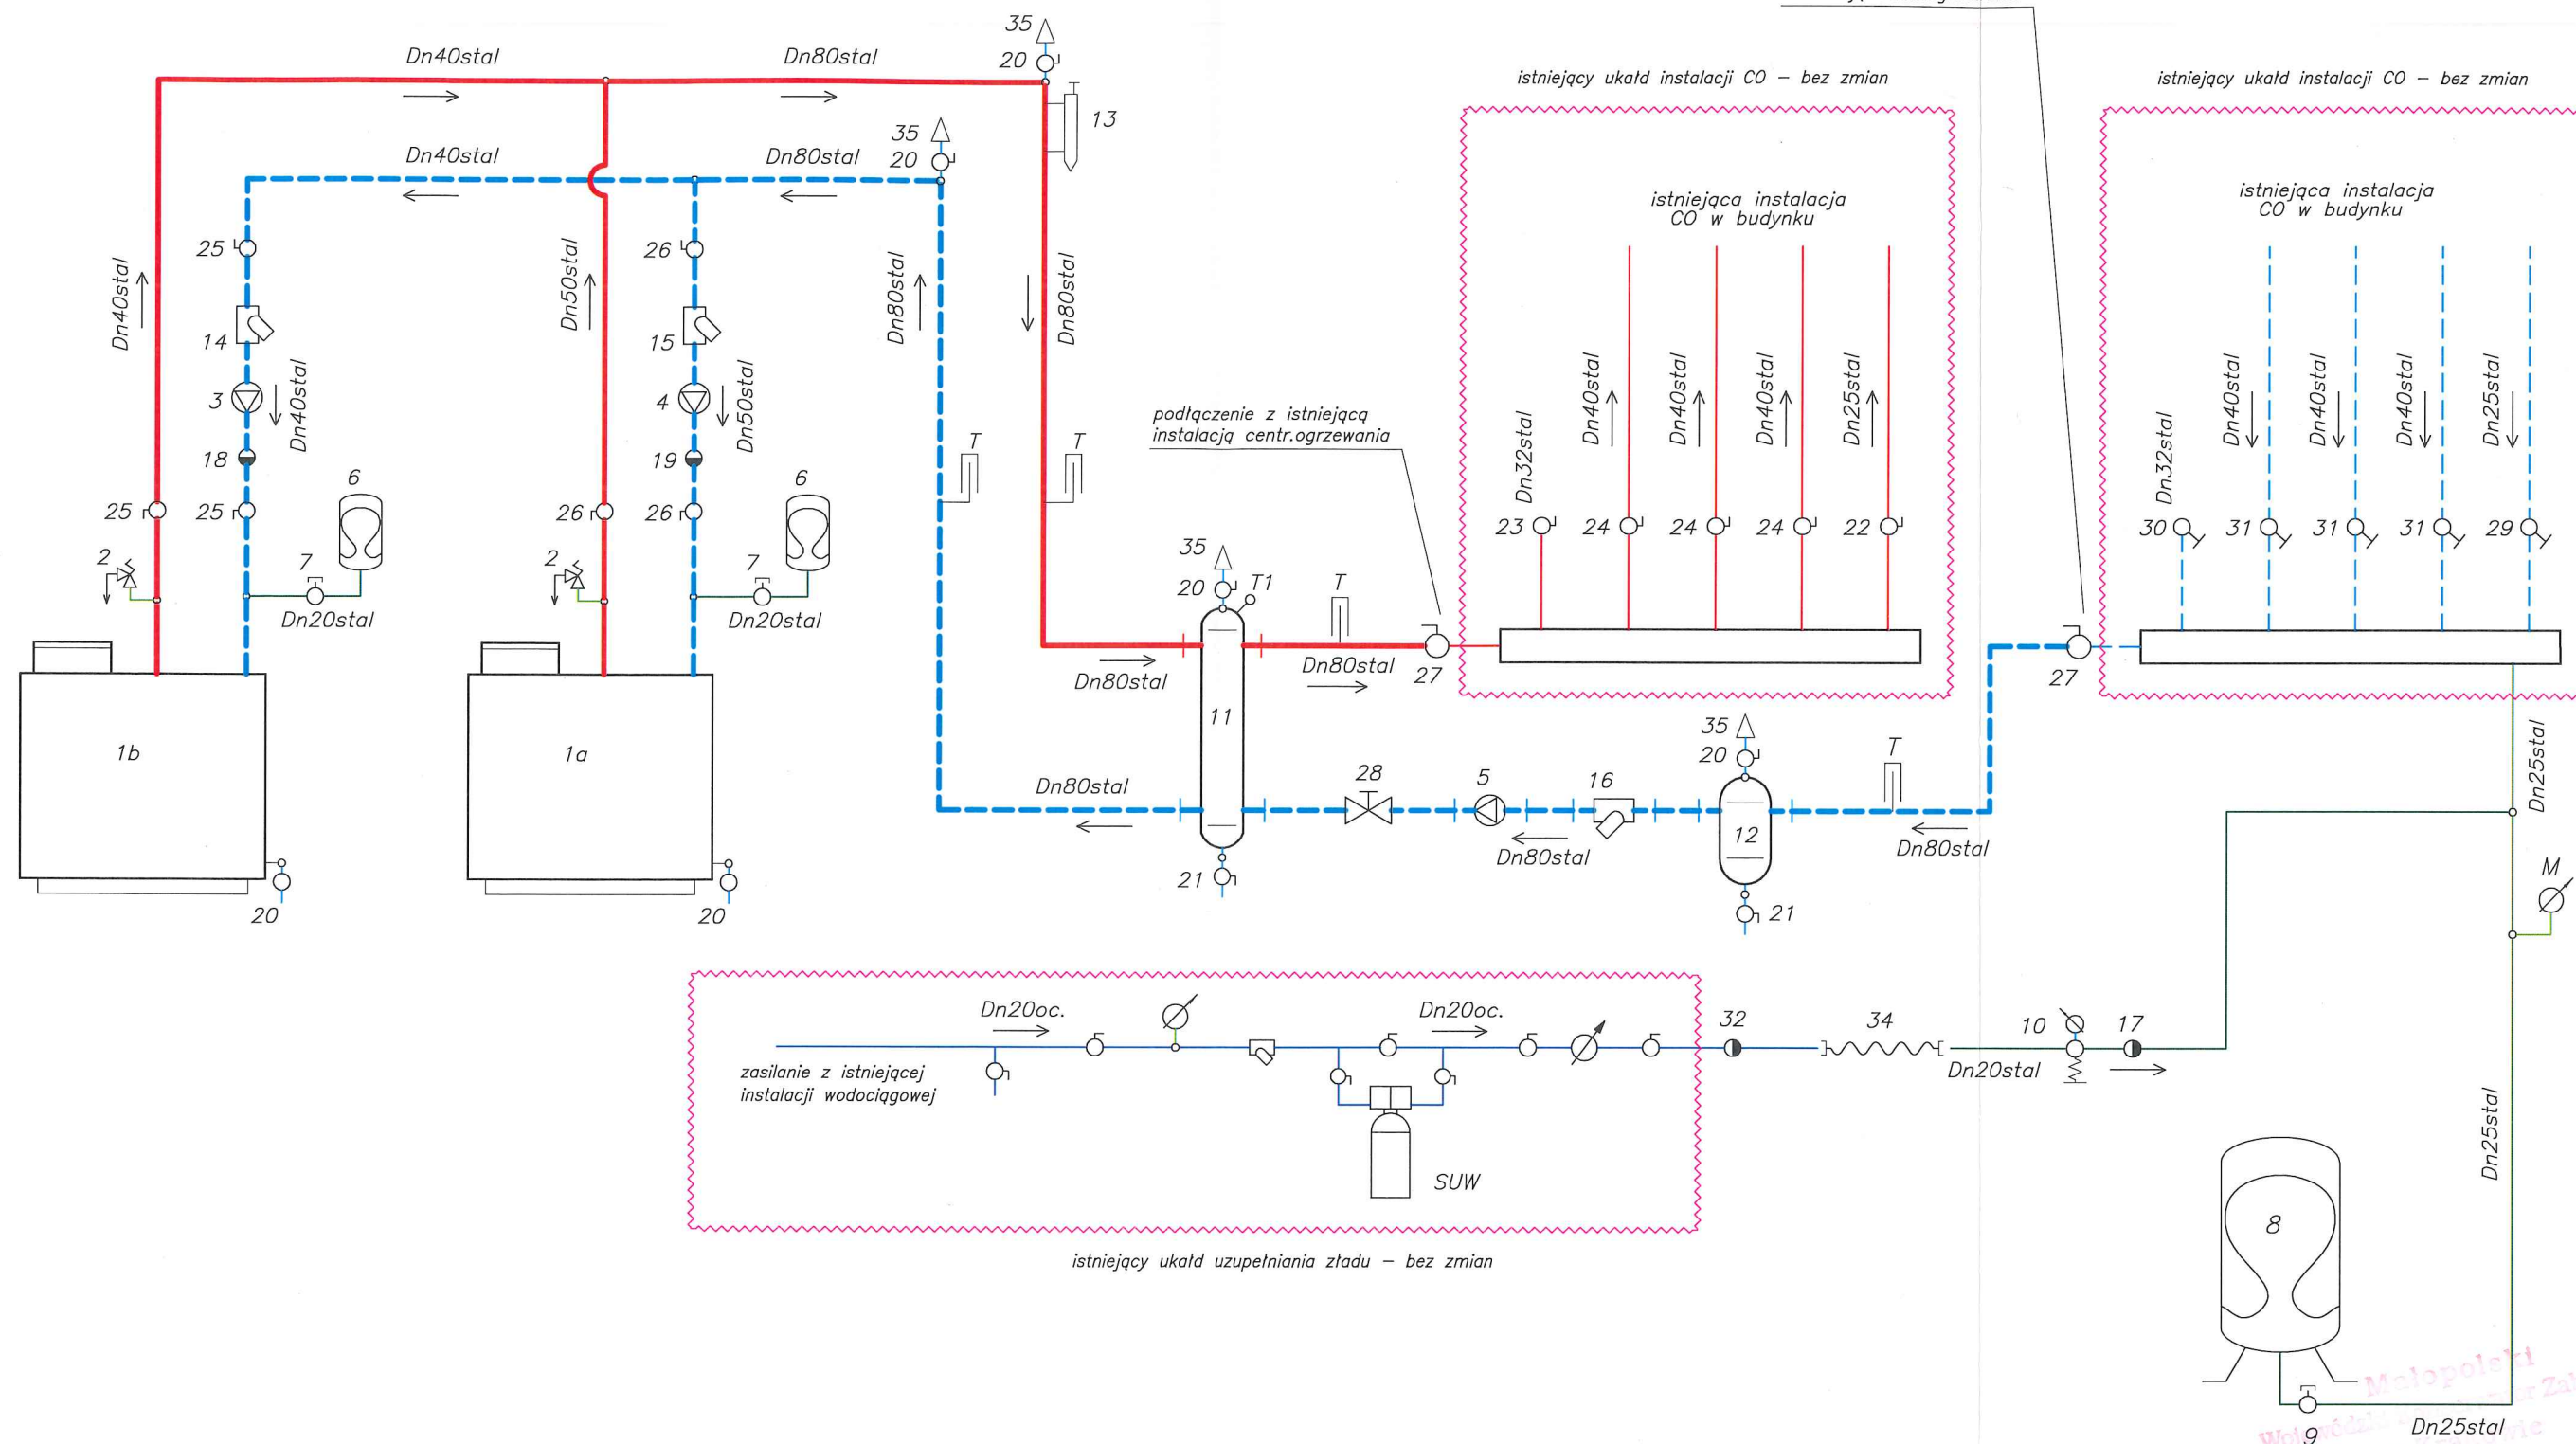 35
20
Dn40stal
Dn80stal
13
istniejący ukałd instalacji CO – bez zmian
istniejący ukałd instalacji CO – bez zmian
35
20
Dn40stal
Dn80stal
istniejąca instalacja
CO w budynku
istniejąca instalacja
CO w budynku
25
26
Dn40stal
Dn50stal
Dn80stal
Dn80stal
14
15
3
Dn40stal
4
Dn50stal
18
19
T
T
podłączenie z istniejącą
instalacją centr.ogrzewania
Dn32stal
Dn40stal
Dn40stal
Dn40stal
Dn25stal
Dn32stal
Dn40stal
Dn40stal
Dn40stal
Dn25stal
6
6
25
25
26
26
23
24
24
24
22
30
31
31
31
29
2
7
2
7
Dn20stal
Dn20stal
35
20
T1
T
Dn80stal
Dn80stal
27
27
1b
1a
11
35
20
T
Dn25stal
Dn80stal
28
5
16
12
Dn80stal
Dn80stal
21
21
M
20
20
Dn20oc.
Dn20oc.
32
34
10
17
Dn20stal
zasilanie z istniejącej
instalacji wodociągowej
SUW
Dn25stal
8
istniejący ukałd uzupełniania zładu – bez zmian
Małopolski
9
Dn25stal